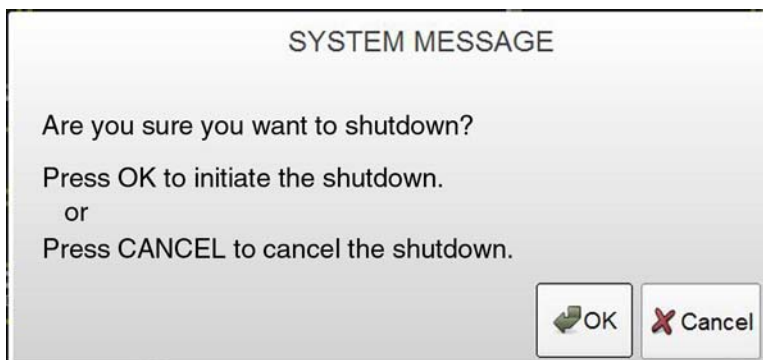 SYSTEM MESSAGE
Are you sure you want to shutdown?
Press OK to initiate the shutdown.
or
Press CANCEL to cancel the shutdown.
OK
Cancel